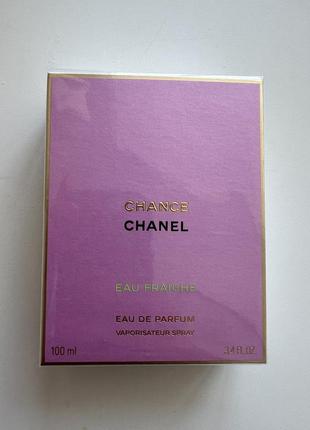 CHANCE
CHANEL
EAU FRAÎCHE
EAU DE PARFUM
VAPORISATEUR SPRAY
100 ml 3.4 FL. OZ.